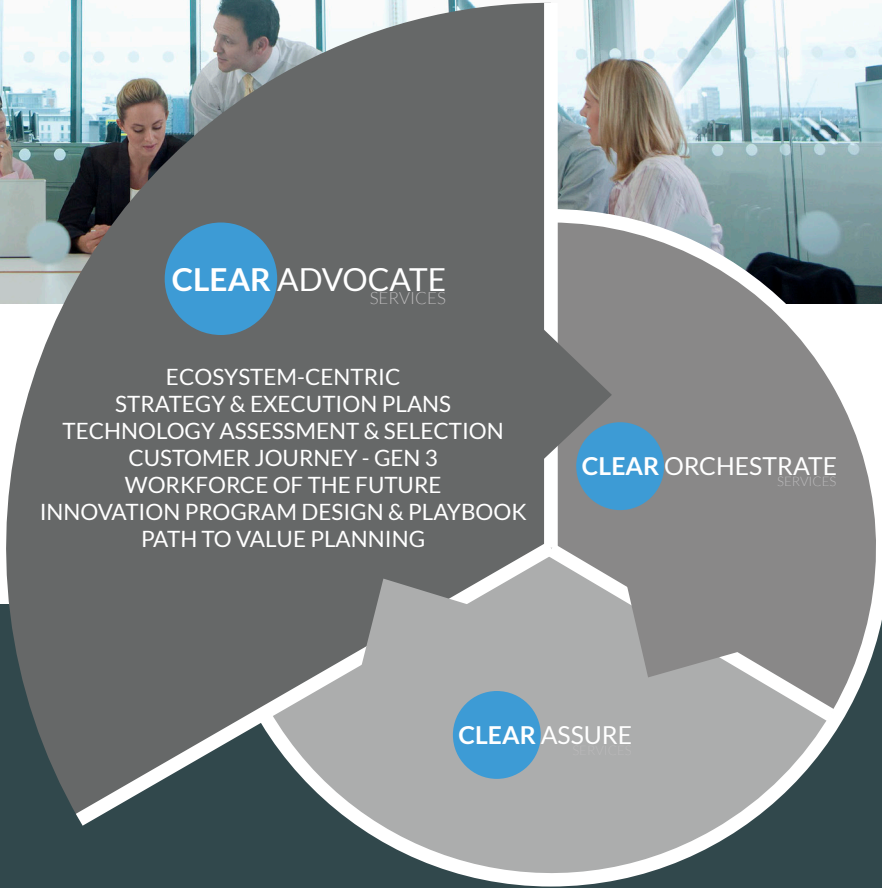 CLEAR ADVOCATE
SERVICES
ECOSYSTEM-CENTRIC
STRATEGY & EXECUTION PLANS
TECHNOLOGY ASSESSMENT & SELECTION
CUSTOMER JOURNEY - GEN 3
WORKFORCE OF THE FUTURE
INNOVATION PROGRAM DESIGN & PLAYBOOK
PATH TO VALUE PLANNING
CLEAR ORCHESTRATE
SERVICES
CLEAR ASSURE
SERVICES